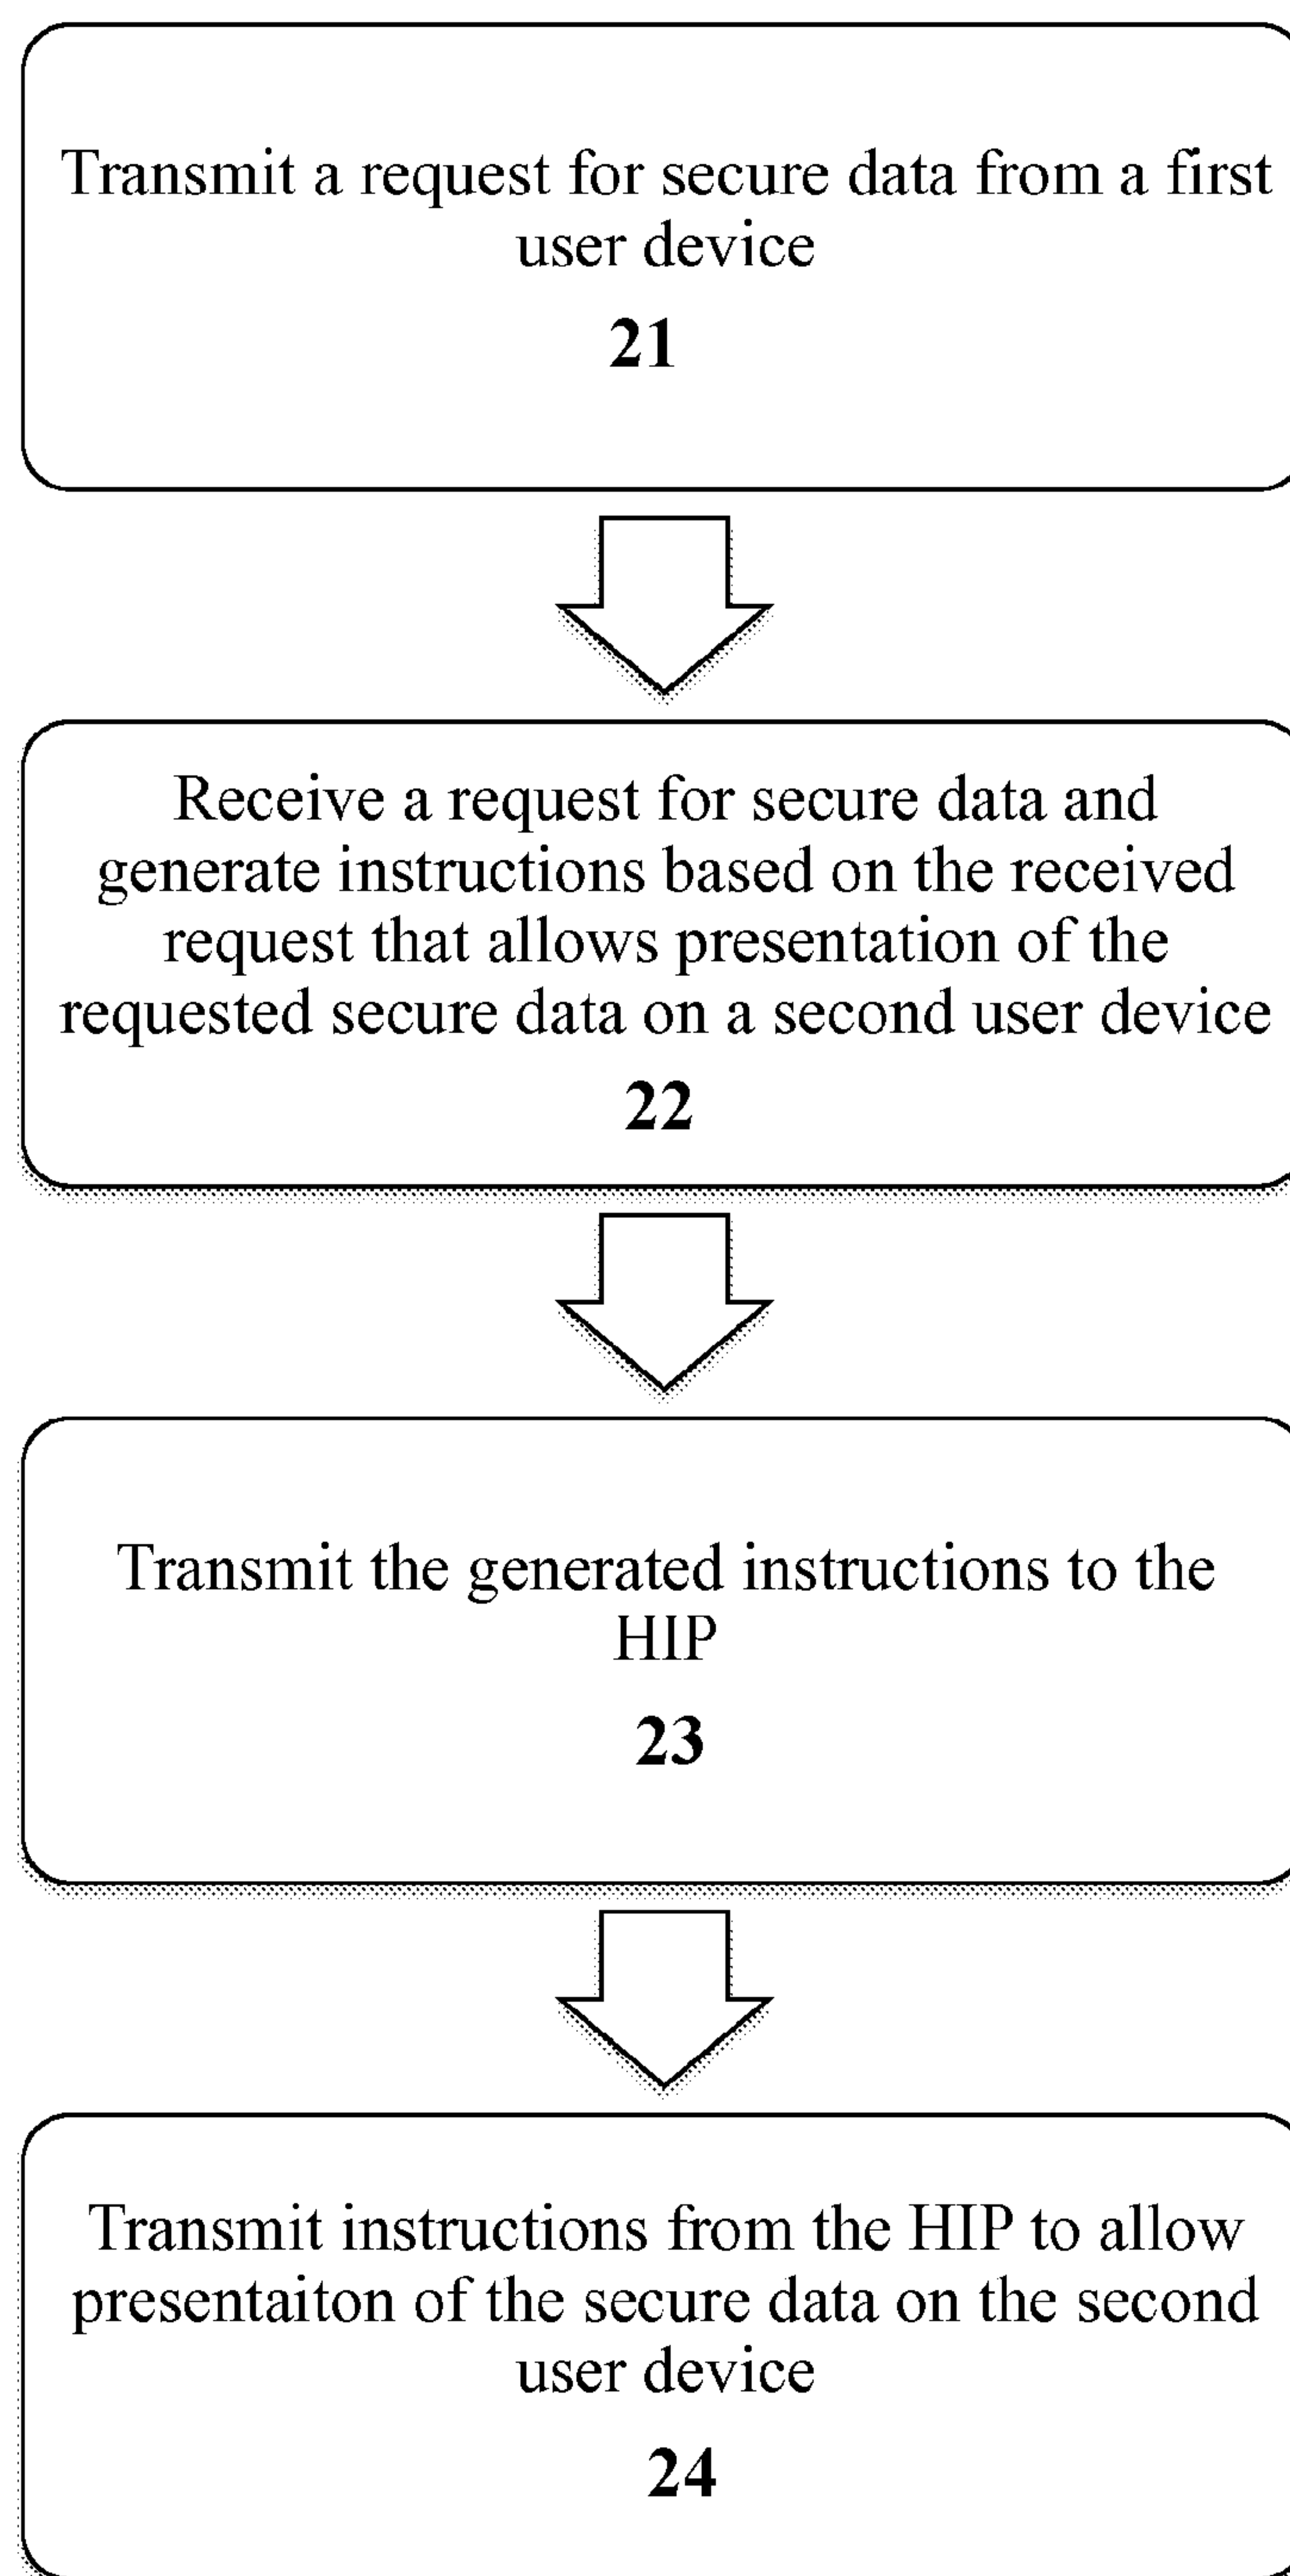 Transmit a request for secure data from a first
user device
21
Receive a request for secure data and
generate instructions based on the received
request that allows presentation of the
requested secure data on a second user device
22
Transmit the generated instructions to the
HIP
23
Transmit instructions from the HIP to allow
presentaiton of the secure data on the second
user device
24